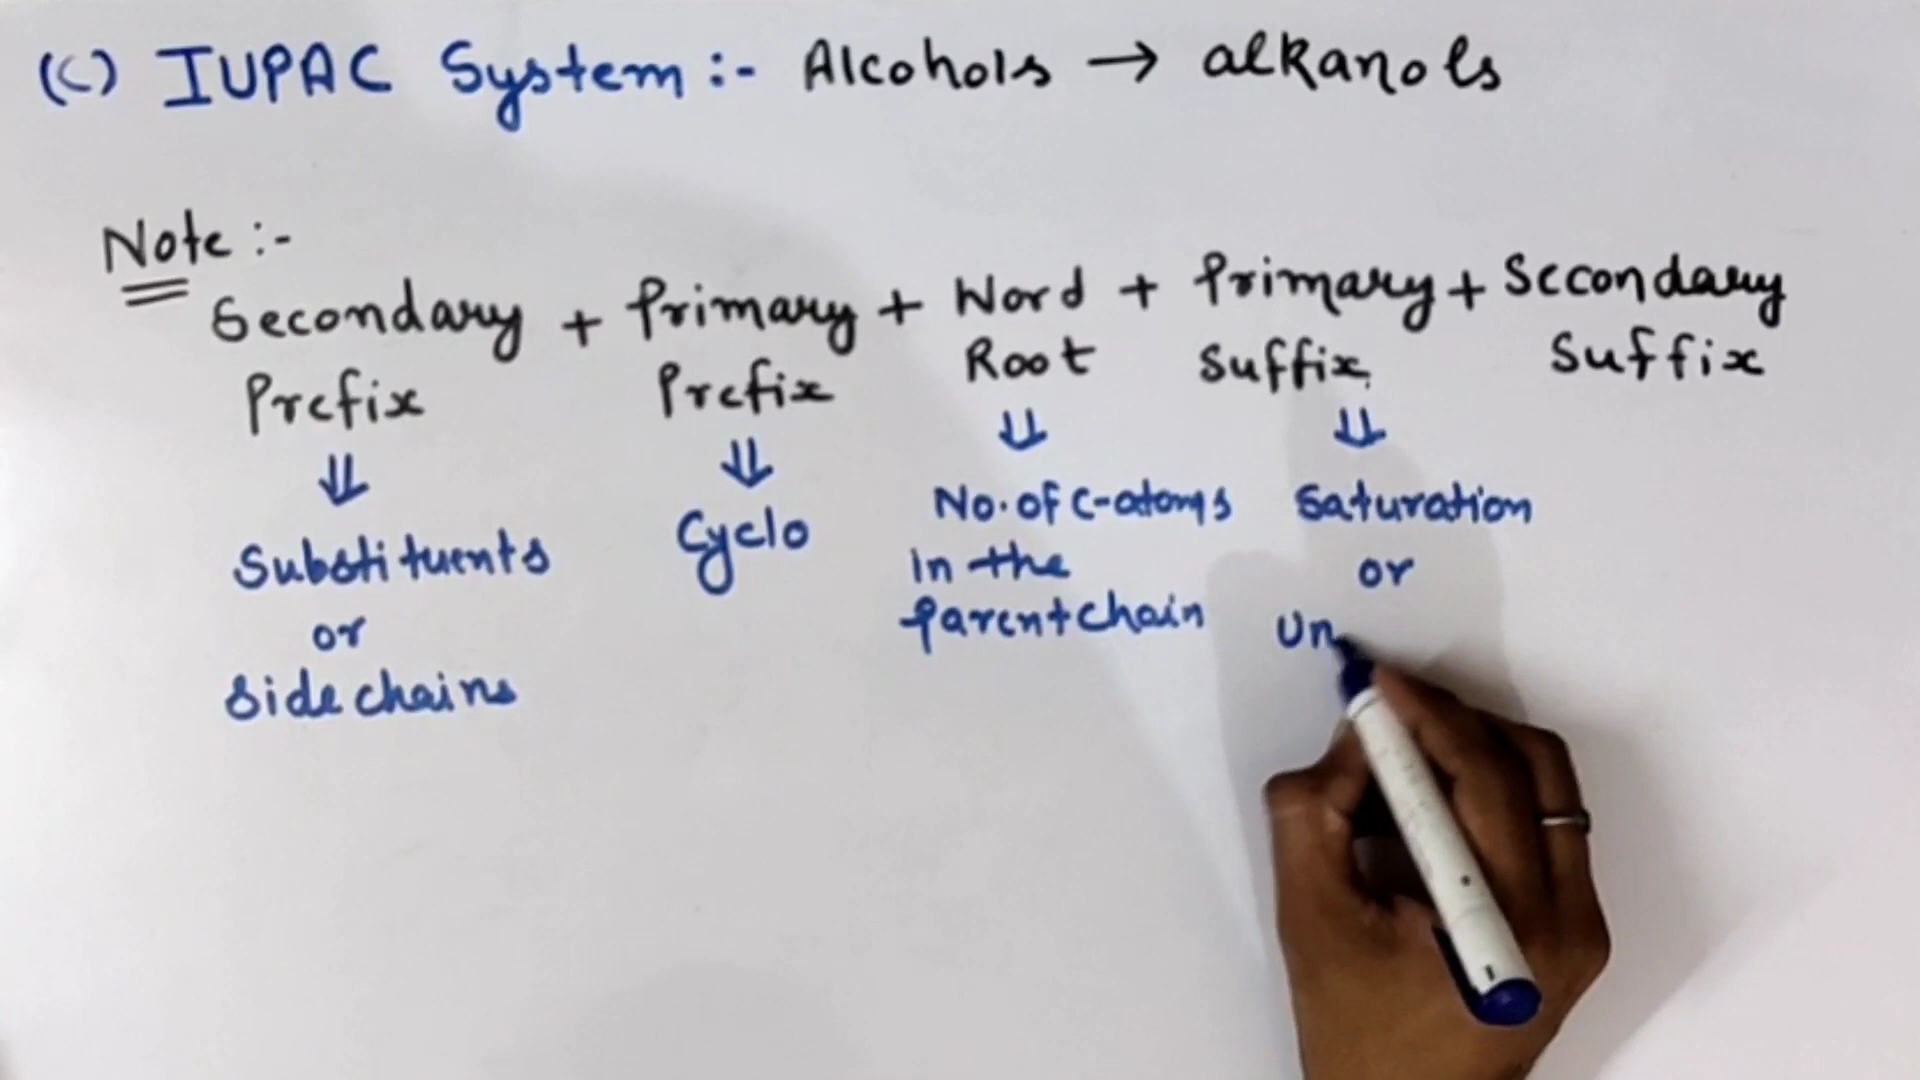 (C) IUPAC System :- Alcohols → alkanols
Note :-
Secondary + Primary + Word + Primary + Secondary
Prefix Prefix Root Suffix Suffix
⇓ ⇓ ⇓ ⇓
Substituents Cyclo No. of C-atoms Saturation
or in the or
Side chains parent chain Un